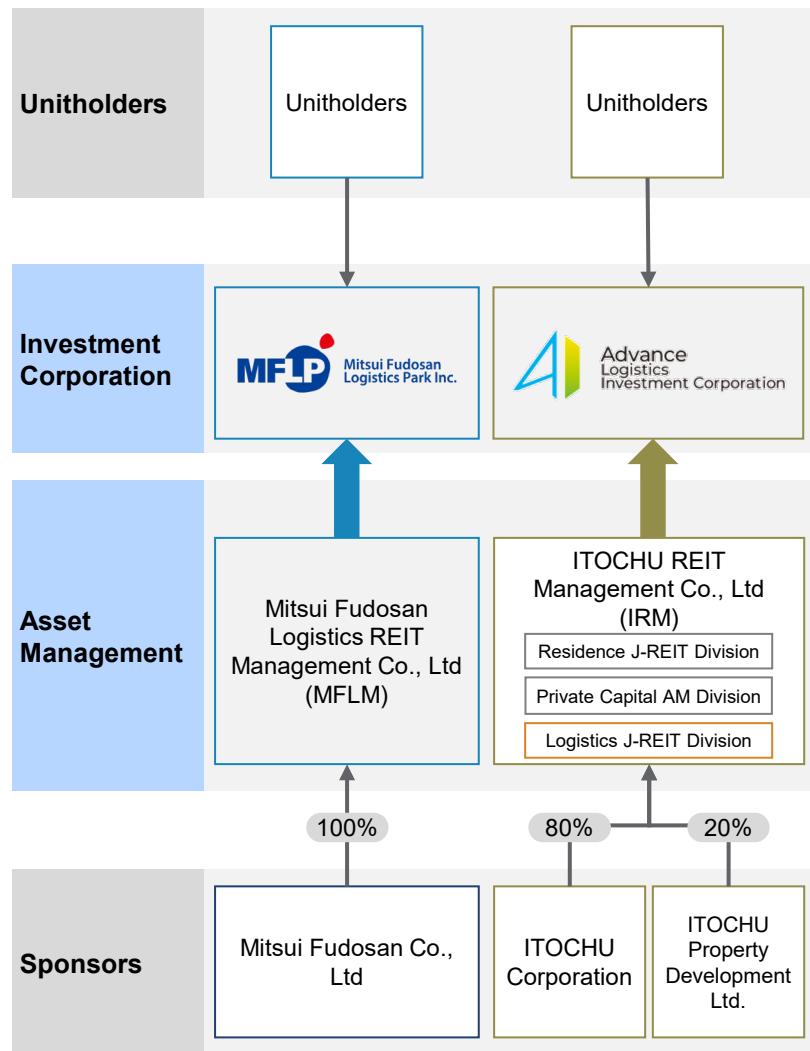 Unitholders
Unitholders
Unitholders
Investment
Corporation
MFLP
Mitsui Fudosan
Logistics Park Inc.
Advance
Logistics
Investment Corporation
Asset
Management
Mitsui Fudosan
Logistics REIT
Management Co., Ltd
(MFLM)
ITOCHU REIT
Management Co., Ltd
(IRM)
Residence J-REIT Division
Private Capital AM Division
Logistics J-REIT Division
100%
80%
20%
Sponsors
Mitsui Fudosan Co.,
Ltd
ITOCHU
Corporation
ITOCHU
Property
Development
Ltd.